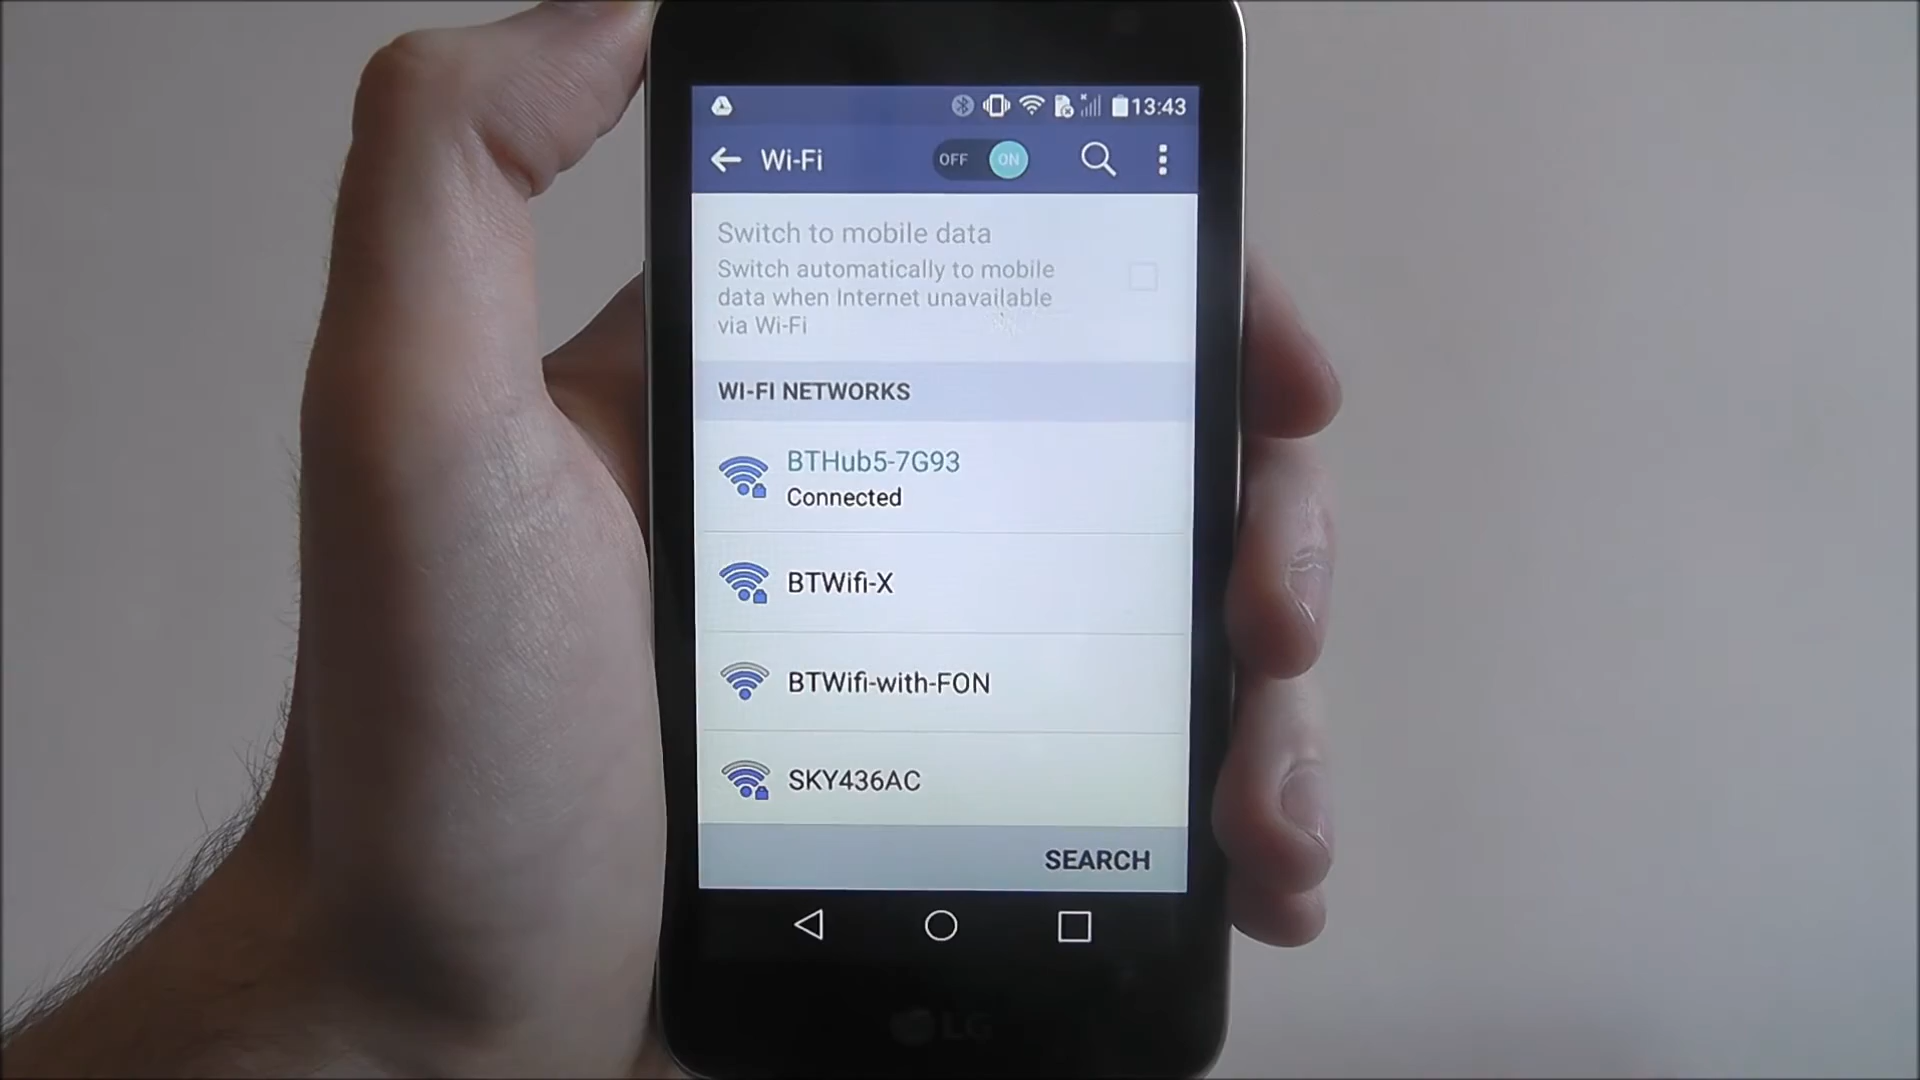 13:43
Wi-Fi OFF ON
Switch to mobile data
Switch automatically to mobile
data when Internet unavailable
via Wi-Fi
WI-FI NETWORKS
BTHub5-7G93
Connected
BTWifi-X
BTWifi-with-FON
SKY436AC
SEARCH
LG